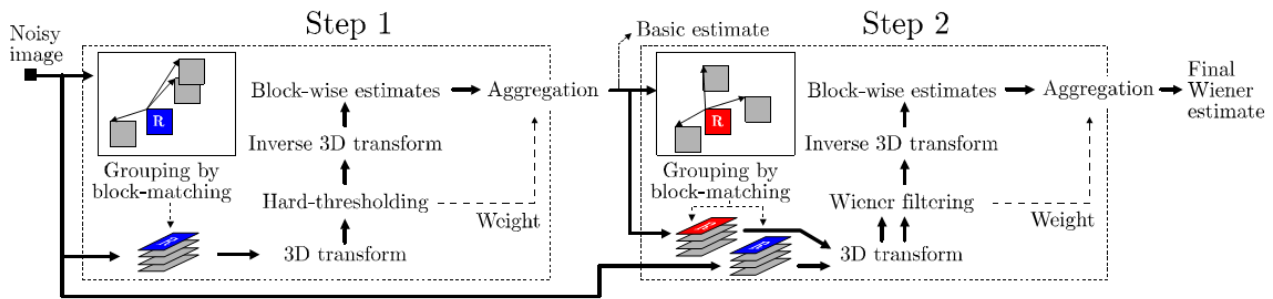 Step 1
Noisy
image
R
Grouping by
block-matching
R
3D transform
Hard-thresholding
Inverse 3D transform
Block-wise estimates
Aggregation
Weight
Basic estimate
Step 2
R
Grouping by
block-matching
R
R
3D transform
Wiener filtering
Inverse 3D transform
Block-wise estimates
Aggregation
Weight
Final
Wiener
estimate